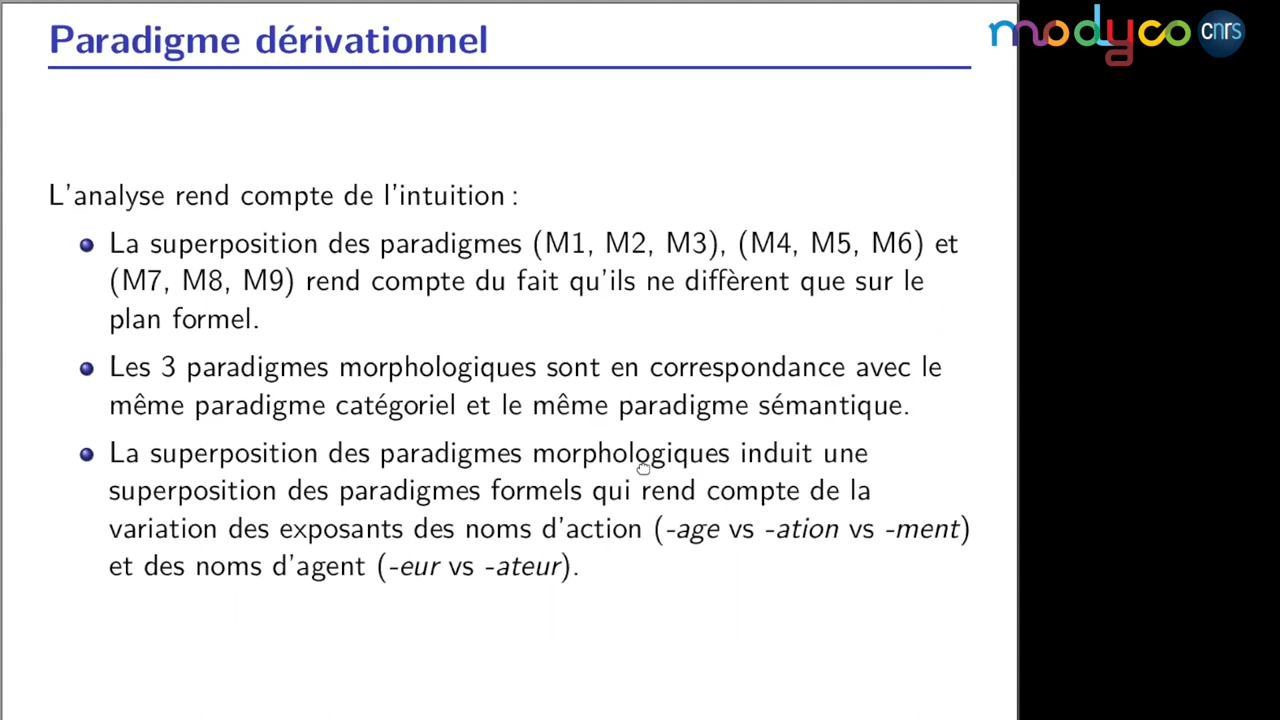 Paradigme dérivationnel
modyco cnrs
L'analyse rend compte de l'intuition :
La superposition des paradigmes (M1, M2, M3), (M4, M5, M6) et
(M7, M8, M9) rend compte du fait qu'ils ne diffèrent que sur le
plan formel.
Les 3 paradigmes morphologiques sont en correspondance avec le
même paradigme catégoriel et le même paradigme sémantique.
La superposition des paradigmes morphologiques induit une
superposition des paradigmes formels qui rend compte de la
variation des exposants des noms d'action (-age vs -ation vs -ment)
et des noms d'agent (-eur vs -ateur).